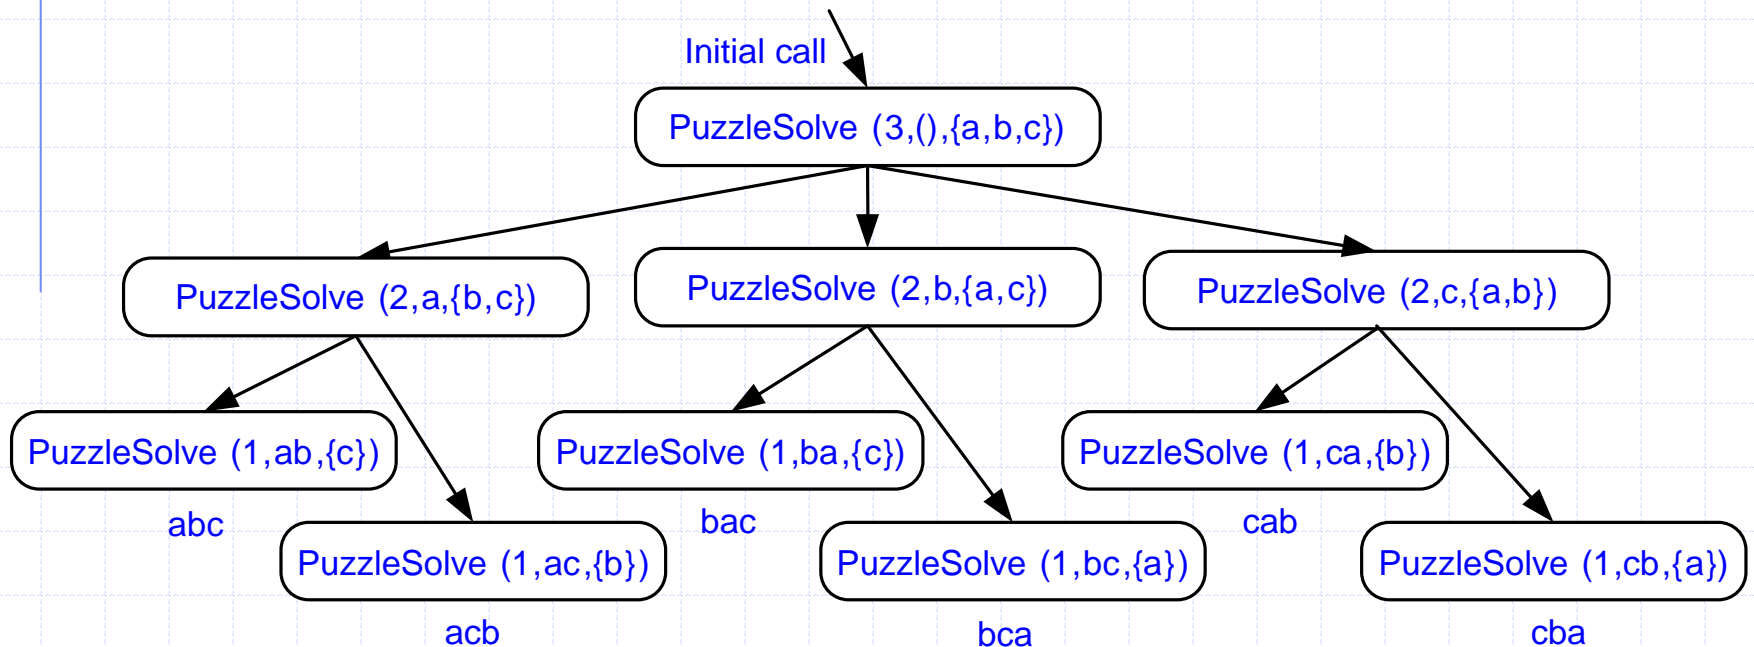 Initial call
PuzzleSolve (3,(),{a,b,c})
PuzzleSolve (2,a,{b,c})
PuzzleSolve (2,b,{a,c})
PuzzleSolve (2,c,{a,b})
PuzzleSolve (1,ab,{c})
PuzzleSolve (1,ba,{c})
PuzzleSolve (1,ca,{b})
abc
bac
cab
PuzzleSolve (1,ac,{b})
PuzzleSolve (1,bc,{a})
PuzzleSolve (1,cb,{a})
acb
bca
cba